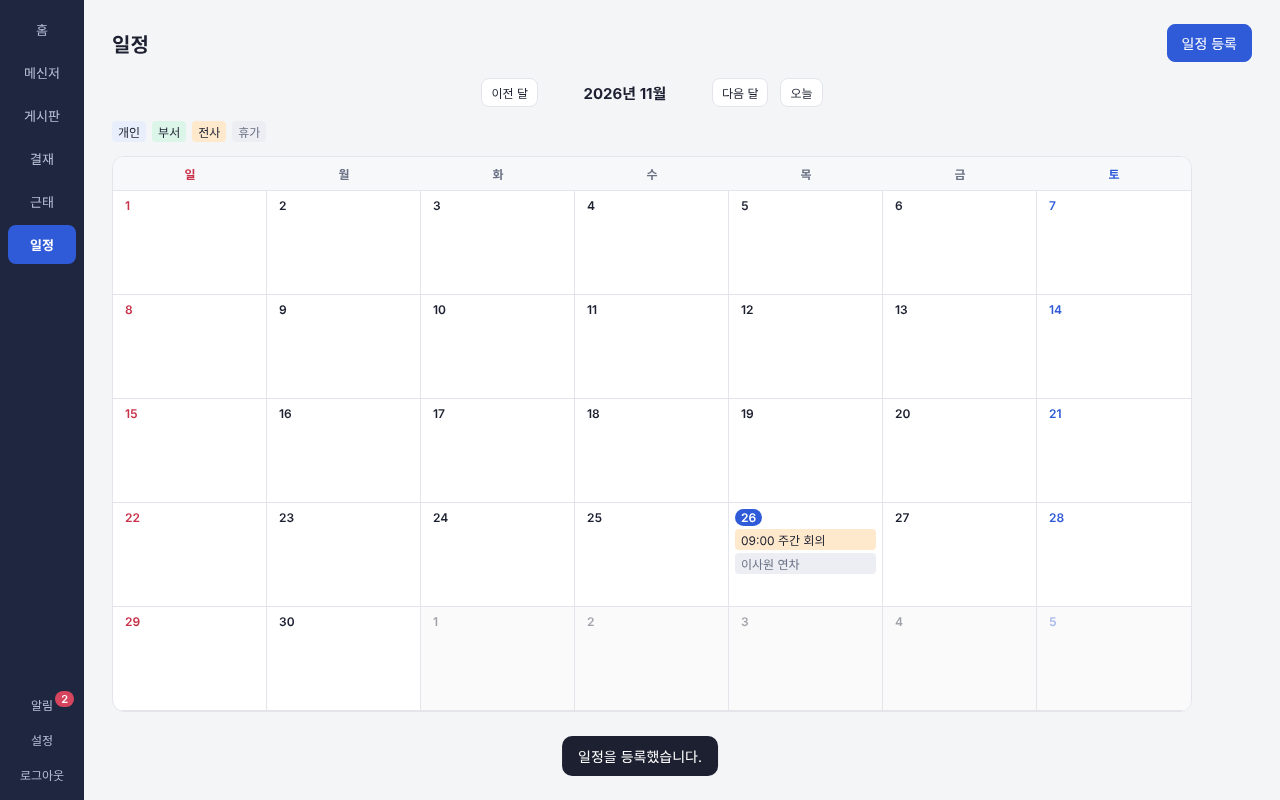 홈
메신저
게시판
결재
근태
일정
알림 2
설정
로그아웃
일정
일정 등록
이전 달 2026년 11월 다음 달 오늘
개인 부서 전사 휴가
일 월 화 수 목 금 토
1 2 3 4 5 6 7
8 9 10 11 12 13 14
15 16 17 18 19 20 21
22 23 24 25 26 27 28
09:00 주간 회의
이사원 연차
29 30 1 2 3 4 5
일정을 등록했습니다.